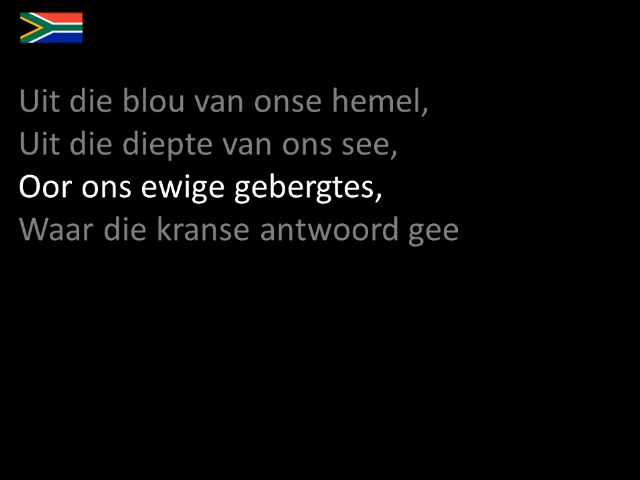 Uit die blou van onse hemel,
Uit die diepte van ons see,
Oor ons ewige gebergtes,
Waar die kranse antwoord gee